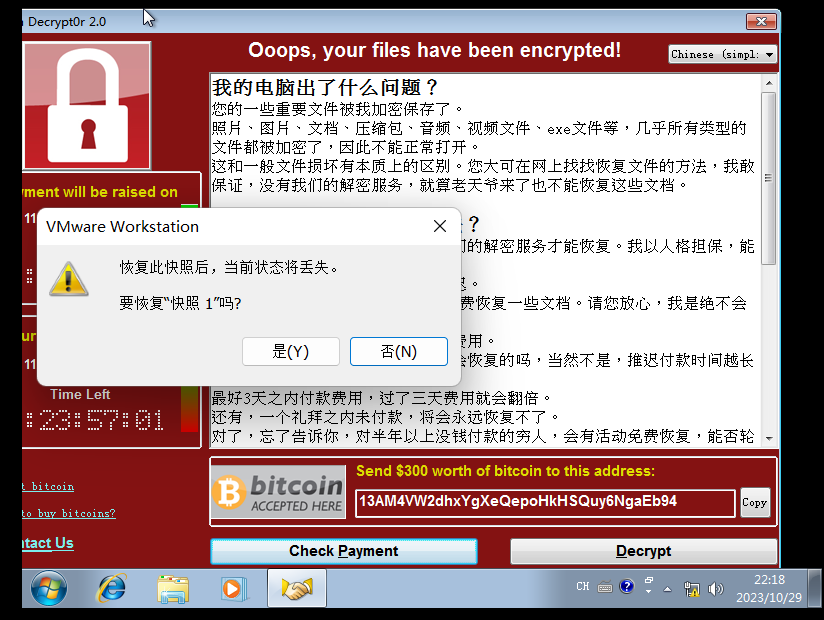 Decrypt0r 2.0
Ooops, your files have been encrypted!
Chinese (simpl:
我的电脑出了什么问题？
您的一些重要文件被我加密保存了。
照片、图片、文档、压缩包、音频、视频文件、exe文件等，几乎所有类型的
文件都被加密了，因此不能正常打开。
这和一般文件损坏有本质上的区别。您大可在网上找找恢复文件的方法，我敢
保证，没有我们的解密服务，就算老天爷来了也不能恢复这些文档。
will be raised on
VMware Workstation
？
的解密服务才能恢复。我以人格担保，能
恢复此快照后，当前状态将丢失。
要恢复“快照 1”吗?
费恢复一些文档。请您放心，我是绝不会
是(Y)
否(N)
费用。
会恢复的吗，当然不是，推迟付款时间越长
Time Left
最好3天之内付款费用，过了三天费用就会翻倍。
:23:57:01
还有，一个礼拜之内未付款，将会永远恢复不了。
对了，忘了告诉你，对半年以上没钱付款的穷人，会有活动免费恢复，能否轮
bitcoin
ACCEPTED HERE
Send $300 worth of bitcoin to this address:
13AM4VW2dhxYgXeQepoHkHSQuy6NgaEb94
Copy
bitcoin
to buy bitcoins?
Us
Check Payment
Decrypt
CH
22:18
2023/10/29